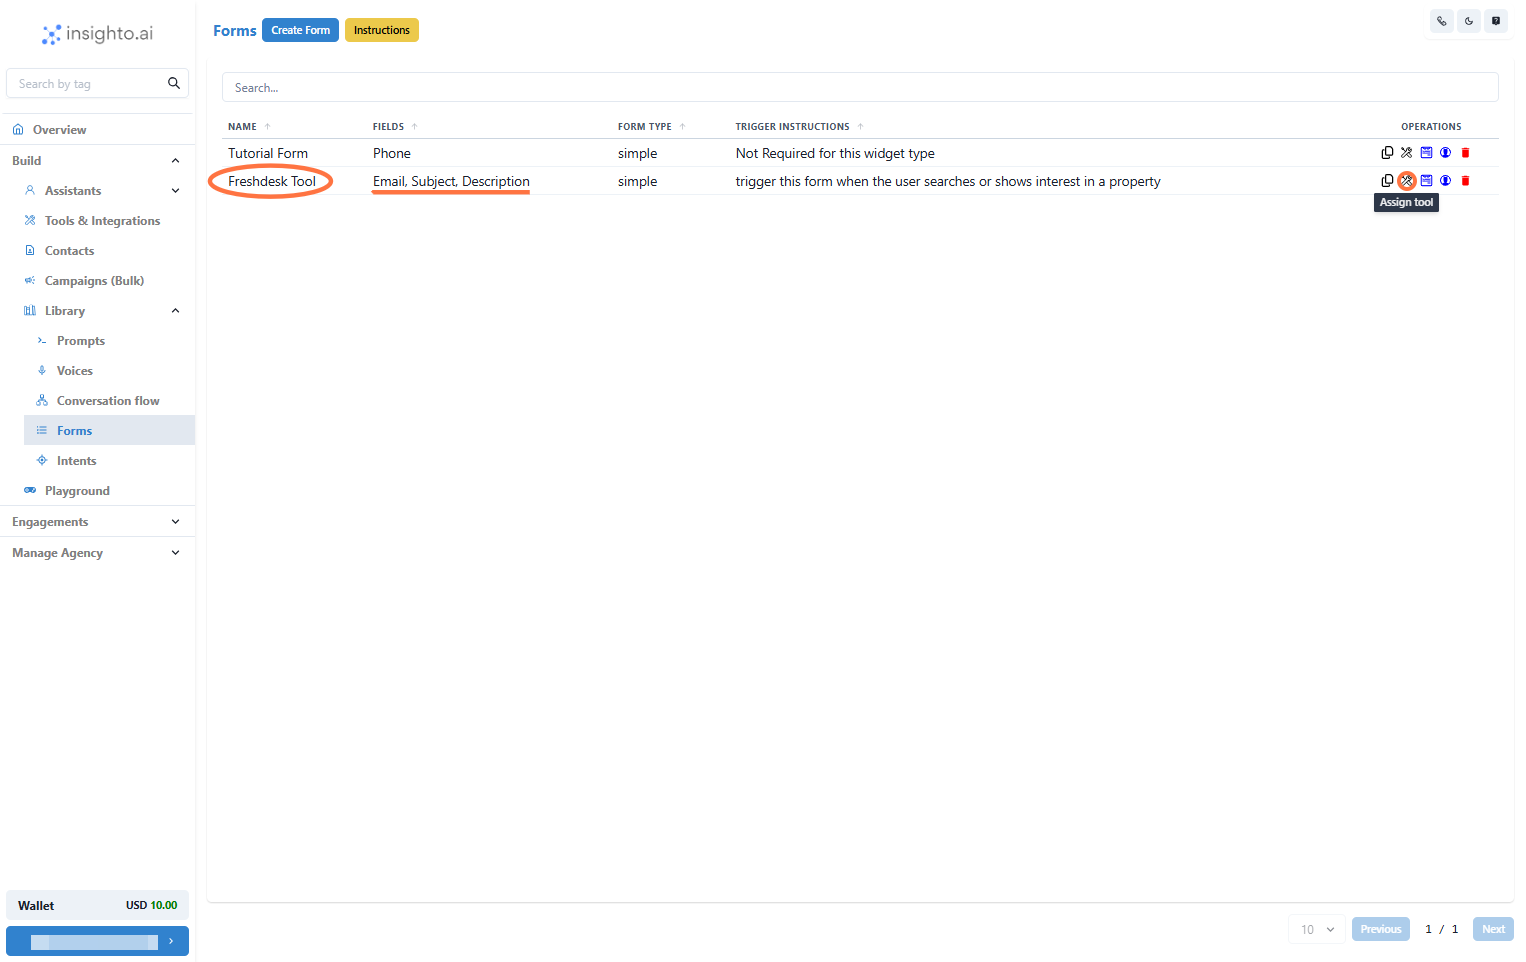 insighto.ai
Search by tag
Overview
Build
Assistants
Tools & Integrations
Contacts
Campaigns (Bulk)
Library
Prompts
Voices
Conversation flow
Forms
Intents
Playground
Engagements
Manage Agency
Wallet USD 10.00
Forms Create Form Instructions
Search...
NAME FIELDS FORM TYPE TRIGGER INSTRUCTIONS OPERATIONS
Tutorial Form Phone simple Not Required for this widget type
Freshdesk Tool Email, Subject, Description simple trigger this form when the user searches or shows interest in a property
Assign tool
10 Previous 1 / 1 Next